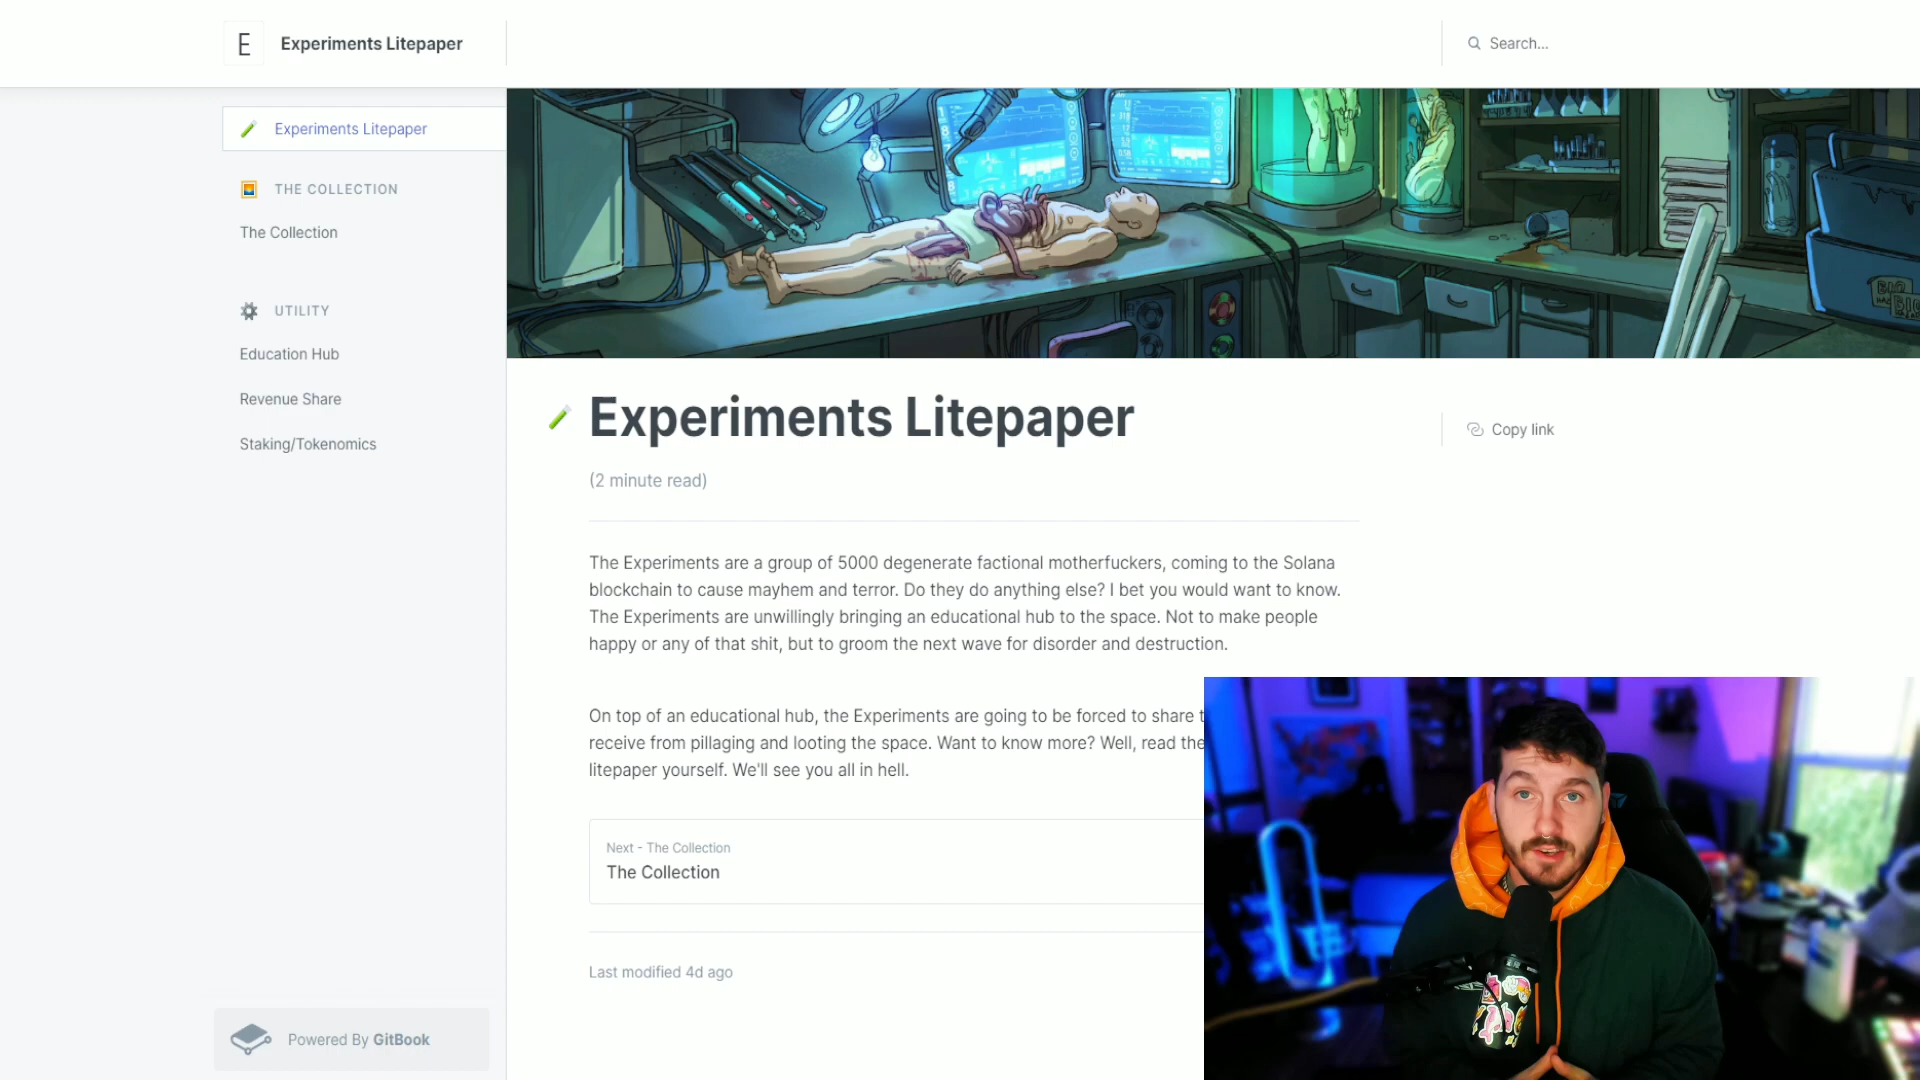 E
Experiments Litepaper
Search...
Experiments Litepaper
THE COLLECTION
The Collection
UTILITY
Education Hub
Revenue Share
Staking/Tokenomics
Experiments Litepaper
Copy link
(2 minute read)
The Experiments are a group of 5000 degenerate factional motherfuckers, coming to the Solana
blockchain to cause mayhem and terror. Do they do anything else? I bet you would want to know.
The Experiments are unwillingly bringing an educational hub to the space. Not to make people
happy or any of that shit, but to groom the next wave for disorder and destruction.
On top of an educational hub, the Experiments are going to be forced to share
receive from pillaging and looting the space. Want to know more? Well, read the
litepaper yourself. We'll see you all in hell.
Next - The Collection
The Collection
Last modified 4d ago
Powered By GitBook